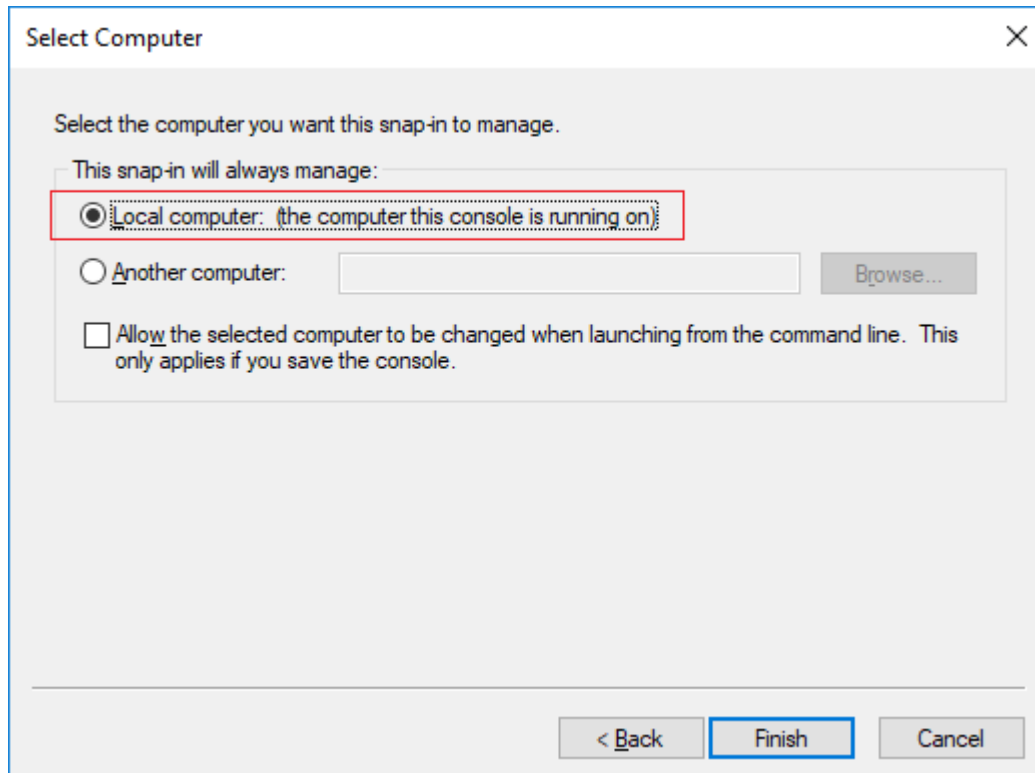 Select Computer
Select the computer you want this snap-in to manage.
This snap-in will always manage:
Local computer:  (the computer this console is running on)
Another computer:
Browse...
Allow the selected computer to be changed when launching from the command line.  This
only applies if you save the console.
< Back
Finish
Cancel